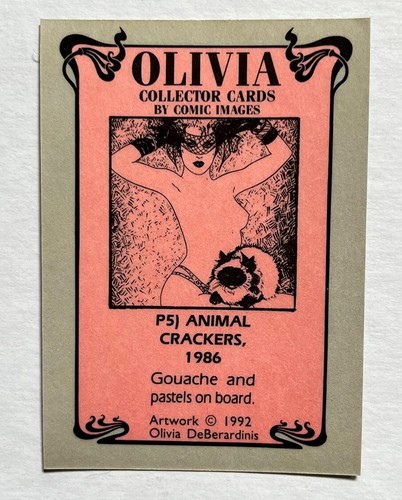 OLIVIA
COLLECTOR CARDS
BY COMIC IMAGES
P5) ANIMAL
CRACKERS,
1986
Gouache and
pastels on board.
Artwork © 1992
Olivia DeBerardinis